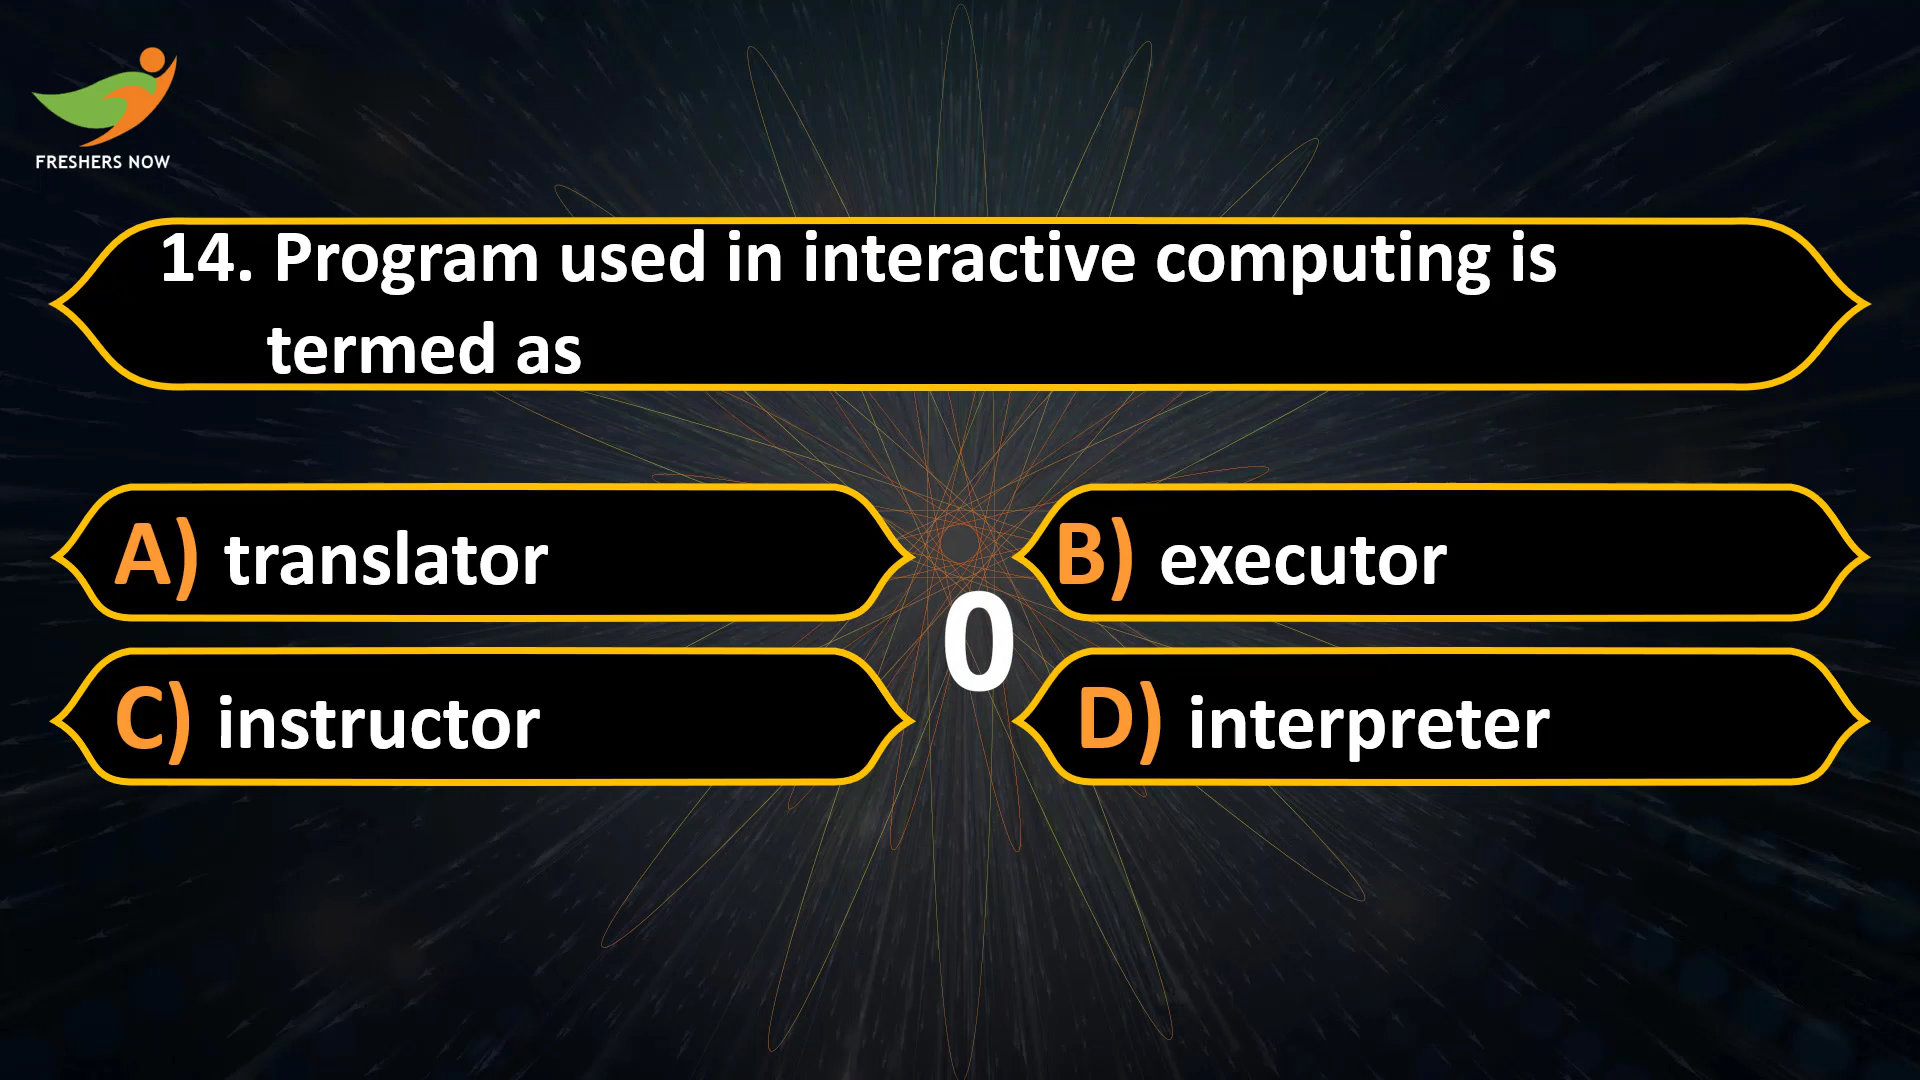 FRESHERS NOW
14. Program used in interactive computing is
termed as
A) translator
B) executor
0
C) instructor
D) interpreter